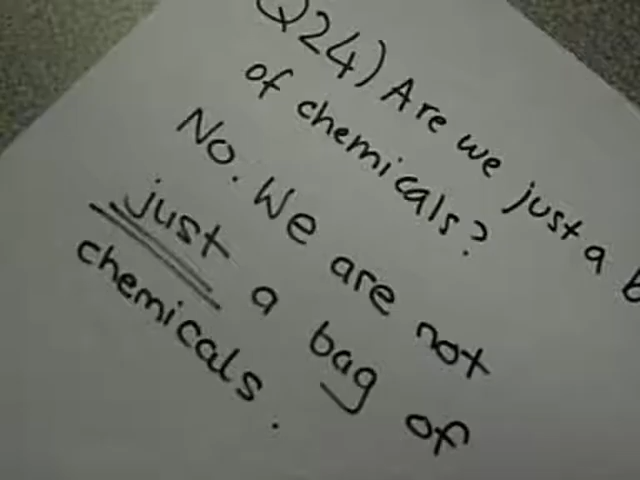 Q24) Are we just a b
of chemicals?
No. We are not
just a bag of
chemicals.